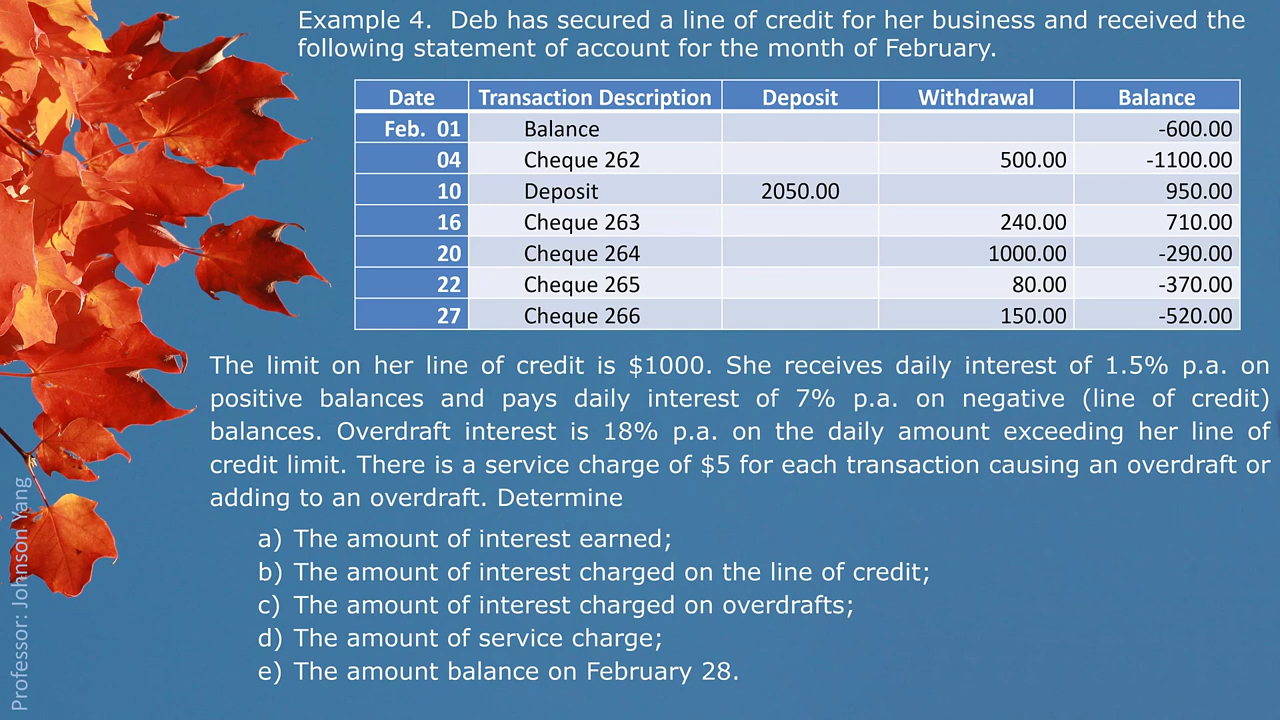 Example 4. Deb has secured a line of credit for her business and received the
following statement of account for the month of February.
Date Transaction Description Deposit Withdrawal Balance
Feb. 01 Balance -600.00
04 Cheque 262 500.00 -1100.00
10 Deposit 2050.00 950.00
16 Cheque 263 240.00 710.00
20 Cheque 264 1000.00 -290.00
22 Cheque 265 80.00 -370.00
27 Cheque 266 150.00 -520.00
The limit on her line of credit is $1000. She receives daily interest of 1.5% p.a. on
positive balances and pays daily interest of 7% p.a. on negative (line of credit)
balances. Overdraft interest is 18% p.a. on the daily amount exceeding her line of
credit limit. There is a service charge of $5 for each transaction causing an overdraft or
adding to an overdraft. Determine
a) The amount of interest earned;
b) The amount of interest charged on the line of credit;
c) The amount of interest charged on overdrafts;
d) The amount of service charge;
e) The amount balance on February 28.
Professor: Johnson Yang